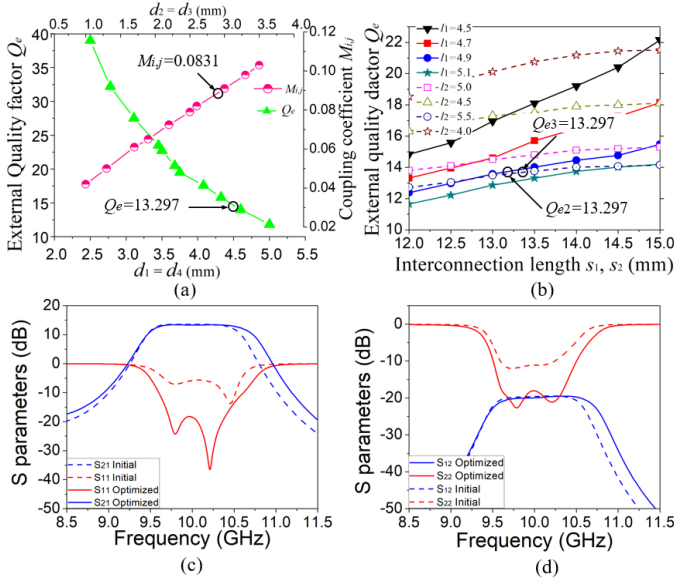 d₂ = d₃ (mm)
0.5 1.0 1.5 2.0 2.5 3.0 3.5
External Quality factor Qₑ
40
35
30
25
20
15
10
Mᵢ,ⱼ=0.0831
Mᵢ,ⱼ
Qₑ
Qₑ=13.297
0.12
0.10
0.08
0.06
0.04
0.02
Coupling coefficient Mᵢ,ⱼ
2.0 2.5 3.0 3.5 4.0 4.5 5.0 5.5
d₁ = d₄ (mm)
(a)
External quality dactor Qₑ
22
20
18
16
14
12
10
l₁=4.5
l₁=4.7
l₁=4.9
l₁=5.1
l₂=5.0
l₂=4.5
l₂=5.5
l₂=4.0
Qₑ₃=13.297
Qₑ₂=13.297
12.0 12.5 13.0 13.5 14.0 14.5 15.0
Interconnection length s₁, s₂ (mm)
(b)
S parameters (dB)
20
10
0
-10
-20
-30
-40
-50
S₂₁ Initial
S₁₁ Initial
S₁₁ Optimized
S₂₁ Optimized
8.5 9.0 9.5 10.0 10.5 11.0 11.5
Frequency (GHz)
(c)
S parameters (dB)
0
-10
-20
-30
-40
-50
S₁₂ Optimized
S₂₂ Optimized
S₁₂ Initial
S₂₂ Initial
8.5 9.0 9.5 10.0 10.5 11.0 11.5
Frequency (GHz)
(d)